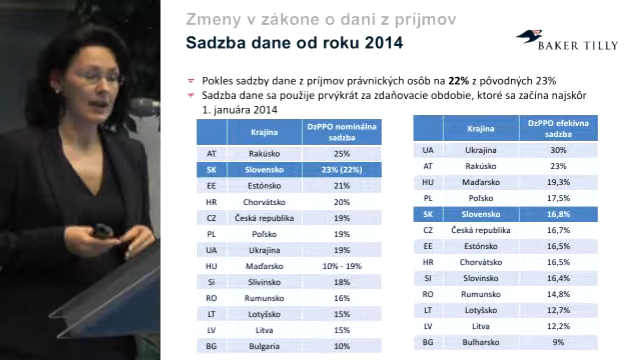 Zmeny v zákone o dani z príjmov
Sadzba dane od roku 2014
BAKER TILLY
Pokles sadzby dane z príjmov právnických osôb na 22% z pôvodných 23%
Sadzba dane sa použije prvýkrát za zdaňovacie obdobie, ktoré sa začína najskôr
1. januára 2014
Krajina DzPPO nominálna
sadzba
AT Rakúsko 25%
SK Slovensko 23% (22%)
EE Estónsko 21%
HR Chorvátsko 20%
CZ Česká republika 19%
PL Poľsko 19%
UA Ukrajina 19%
HU Maďarsko 10% - 19%
Si Slivinsko 18%
RO Rumunsko 16%
LT Lotyšsko 15%
LV Litva 15%
BG Bulgaria 10%
Krajina DzPPO efektívna
sadzba
UA Ukrajina 30%
AT Rakúsko 23%
HU Maďarsko 19,3%
PL Poľsko 17,5%
SK Slovensko 16,8%
CZ Česká republika 16,7%
EE Estónsko 16,5%
HR Chorvátsko 16,5%
SI Slovinsko 16,4%
RO Rumunsko 14,8%
LT Lotyšsko 12,7%
LV Litva 12,2%
BG Bulharsko 9%